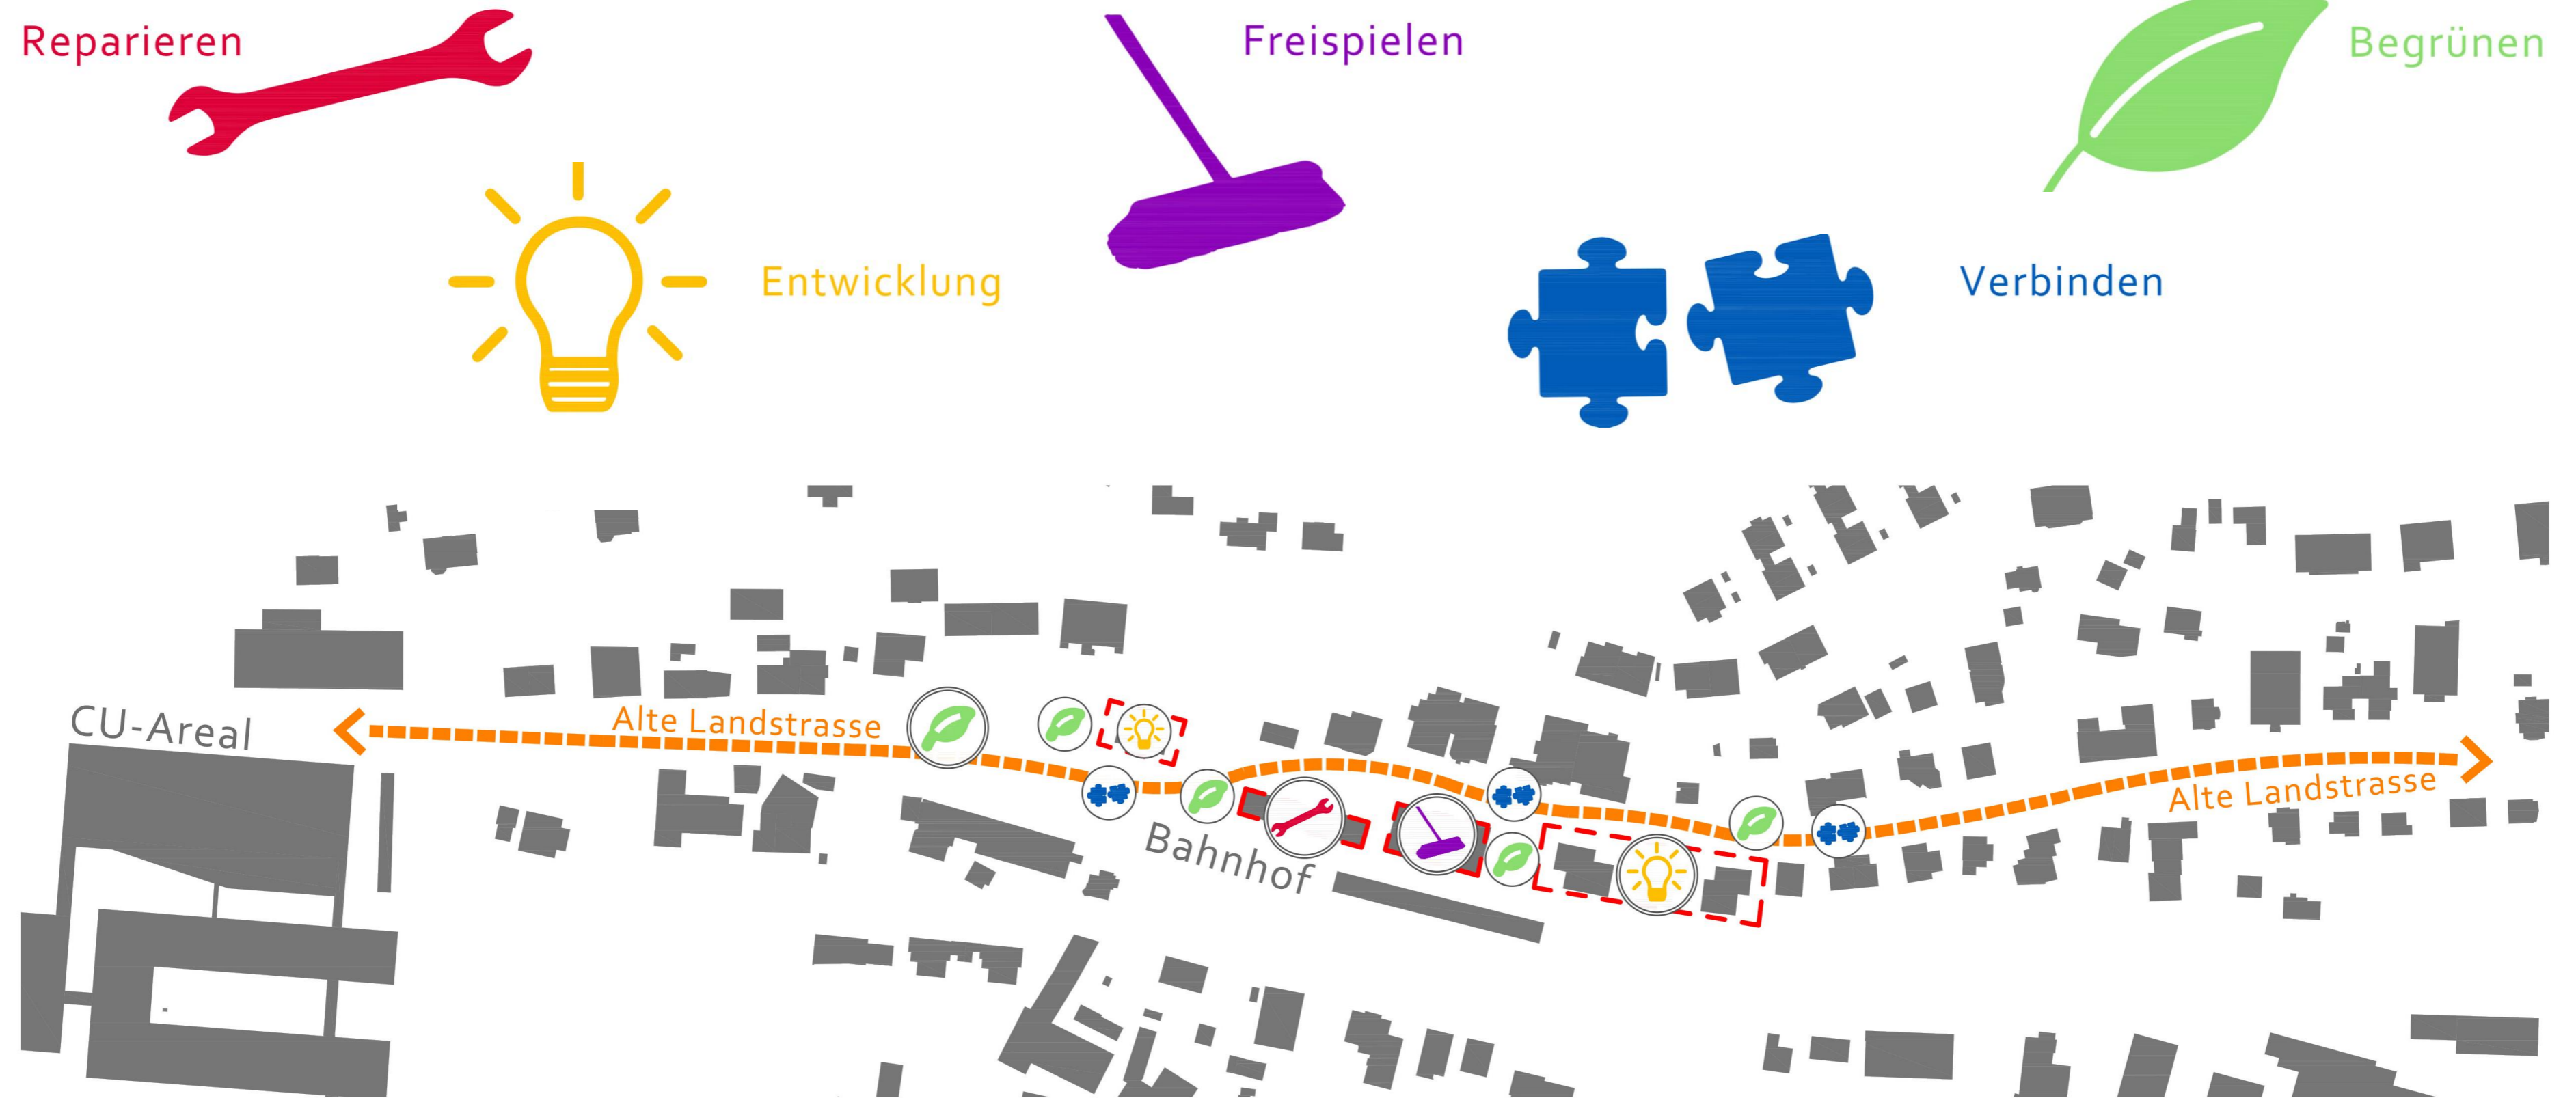 Reparieren
Freispielen
Begrünen
Entwicklung
Verbinden
CU-Areal
Alte Landstrasse
Bahnhof
Alte Landstrasse